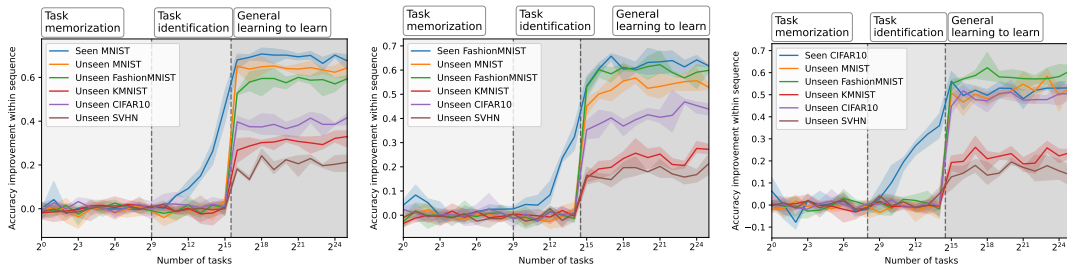 Task
memorization
Task
identification
General
learning to learn
Accuracy improvement within sequence
0.6
0.4
0.2
0.0
Seen MNIST
Unseen MNIST
Unseen FashionMNIST
Unseen KMNIST
Unseen CIFAR10
Unseen SVHN
2^0 2^3 2^6 2^9 2^12 2^15 2^18 2^21 2^24
Number of tasks
Task
memorization
Task
identification
General
learning to learn
Accuracy improvement within sequence
0.7
0.6
0.5
0.4
0.3
0.2
0.1
0.0
Seen FashionMNIST
Unseen MNIST
Unseen FashionMNIST
Unseen KMNIST
Unseen CIFAR10
Unseen SVHN
2^0 2^3 2^6 2^9 2^12 2^15 2^18 2^21 2^24
Number of tasks
Task
memorization
Task
identification
General
learning to learn
Accuracy improvement within sequence
0.7
0.6
0.5
0.4
0.3
0.2
0.1
0.0
−0.1
Seen CIFAR10
Unseen MNIST
Unseen FashionMNIST
Unseen KMNIST
Unseen CIFAR10
Unseen SVHN
2^0 2^3 2^6 2^9 2^12 2^15 2^18 2^21 2^24
Number of tasks